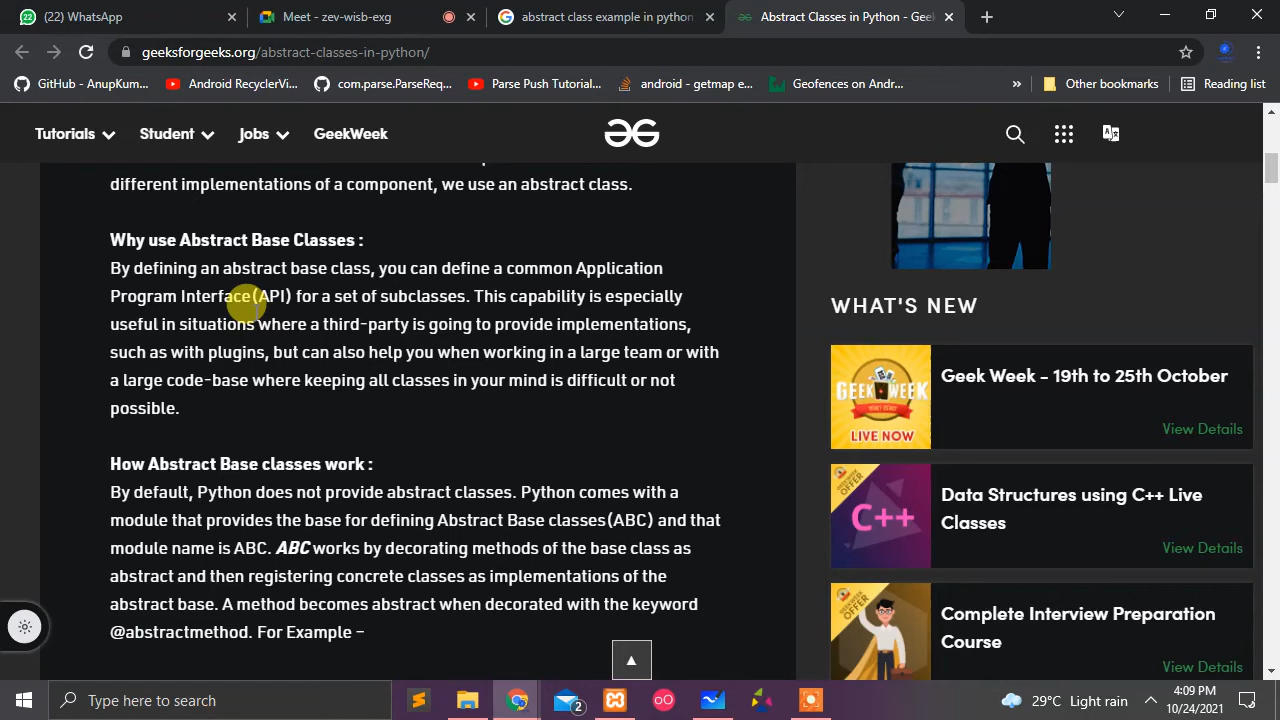 (22) WhatsApp
Meet - zev-wisb-exg
abstract class example in python
Abstract Classes in Python - Geek
geeksforgeeks.org/abstract-classes-in-python/
GitHub - AnupKum...
Android RecyclerVi...
com.parse.ParseReq...
Parse Push Tutorial...
android - getmap e...
Geofences on Andr...
»
Other bookmarks
Reading list
Tutorials
Student
Jobs
GeekWeek
different implementations of a component, we use an abstract class.
Why use Abstract Base Classes :
By defining an abstract base class, you can define a common Application
Program Interface(API) for a set of subclasses. This capability is especially
useful in situations where a third-party is going to provide implementations,
such as with plugins, but can also help you when working in a large team or with
a large code-base where keeping all classes in your mind is difficult or not
possible.
How Abstract Base classes work :
By default, Python does not provide abstract classes. Python comes with a
module that provides the base for defining Abstract Base classes(ABC) and that
module name is ABC. ABC works by decorating methods of the base class as
abstract and then registering concrete classes as implementations of the
abstract base. A method becomes abstract when decorated with the keyword
@abstractmethod. For Example –
WHAT'S NEW
GEEK WEEK
LIVE NOW
Geek Week - 19th to 25th October
View Details
GEEKWEEK OFFER
C++
Data Structures using C++ Live
Classes
View Details
GEEKWEEK OFFER
Complete Interview Preparation
Course
View Details
Type here to search
2
29°C Light rain
4:09 PM
10/24/2021